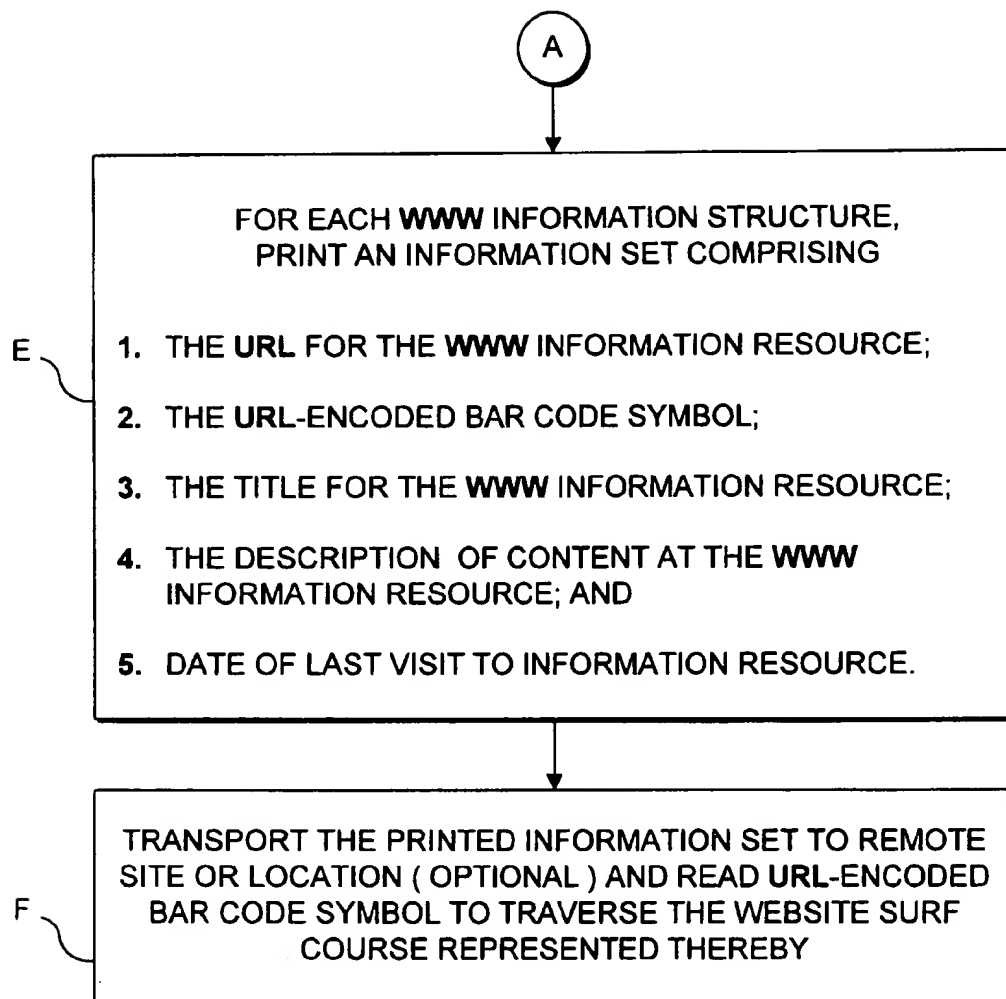 A
FOR EACH WWW INFORMATION STRUCTURE,
PRINT AN INFORMATION SET COMPRISING
E
1. THE URL FOR THE WWW INFORMATION RESOURCE;
2. THE URL-ENCODED BAR CODE SYMBOL;
3. THE TITLE FOR THE WWW INFORMATION RESOURCE;
4. THE DESCRIPTION OF CONTENT AT THE WWW
INFORMATION RESOURCE; AND
5. DATE OF LAST VISIT TO INFORMATION RESOURCE.
TRANSPORT THE PRINTED INFORMATION SET TO REMOTE
SITE OR LOCATION ( OPTIONAL ) AND READ URL-ENCODED
F
BAR CODE SYMBOL TO TRAVERSE THE WEBSITE SURF
COURSE REPRESENTED THEREBY